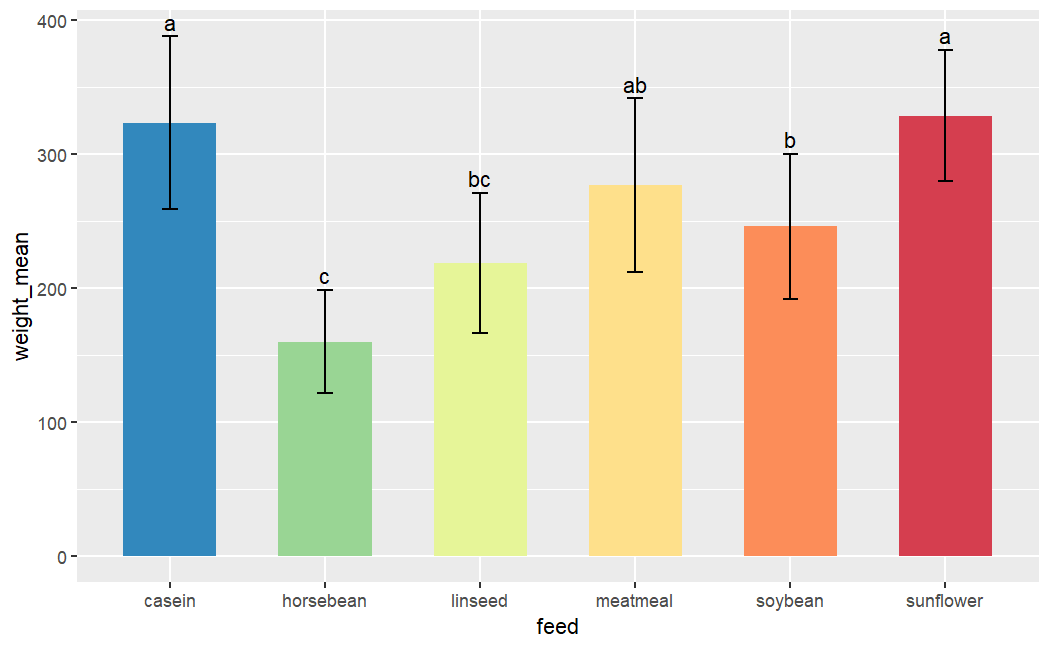 a
a
400
ab
b
300
bc
c
weight_mean
200
100
0
casein
horsebean
linseed
meatmeal
soybean
sunflower
feed